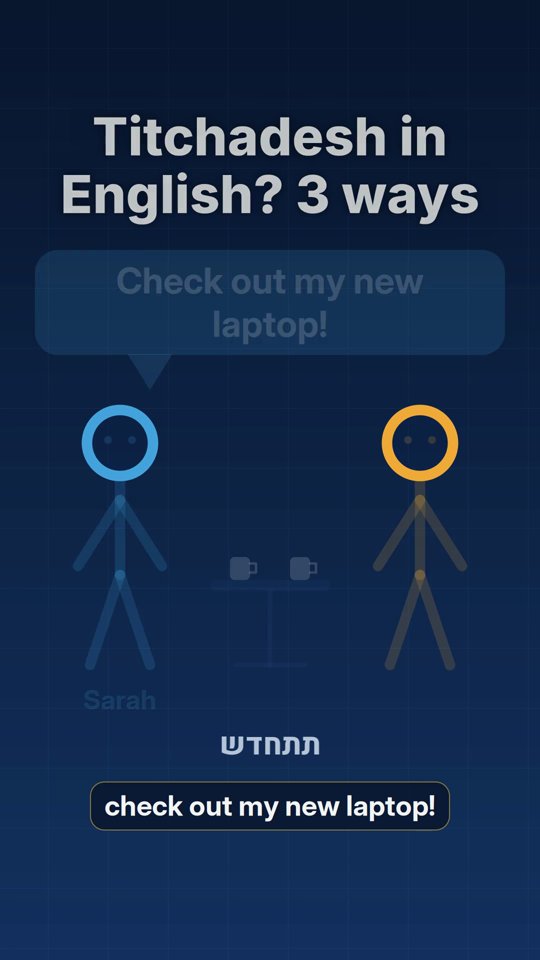 Titchadesh in
English? 3 ways
Check out my new
laptop!
Sarah
תתחדש
check out my new laptop!